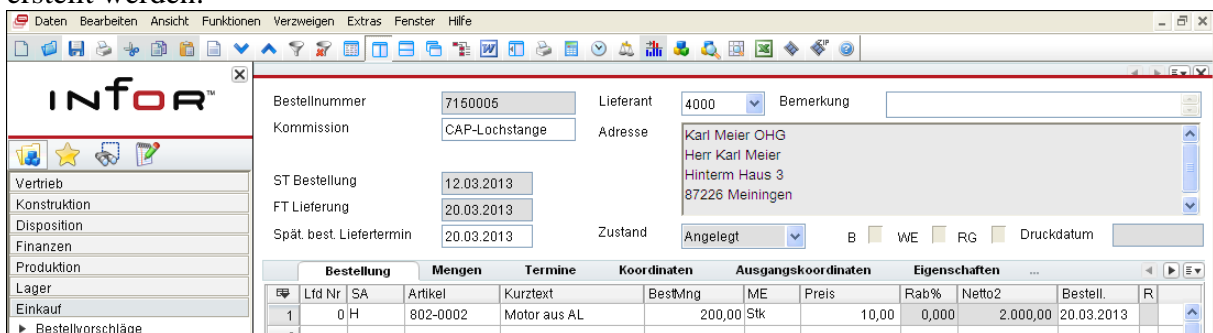 erstellt werden.
Daten Bearbeiten Ansicht Funktionen Verzweigen Extras Fenster Hilfe
infor™
Bestellnummer 7150005 Lieferant 4000 Bemerkung
Kommission CAP-Lochstange Adresse Karl Meier OHG
Herr Karl Meier
Hinterm Haus 3
87226 Meiningen
ST Bestellung 12.03.2013
FT Lieferung 20.03.2013
Spät. best. Liefertermin 20.03.2013 Zustand Angelegt B WE RG Druckdatum
Vertrieb
Konstruktion
Disposition
Finanzen
Produktion
Lager
Einkauf
Bestellvorschläge
Bestellung Mengen Termine Koordinaten Ausgangskoordinaten Eigenschaften ...
Lfd Nr SA Artikel Kurztext BestMng ME Preis Rab% Netto2 Bestell. R
1 0 H 802-0002 Motor aus AL 200,00 Stk 10,00 0,000 2.000,00 20.03.2013